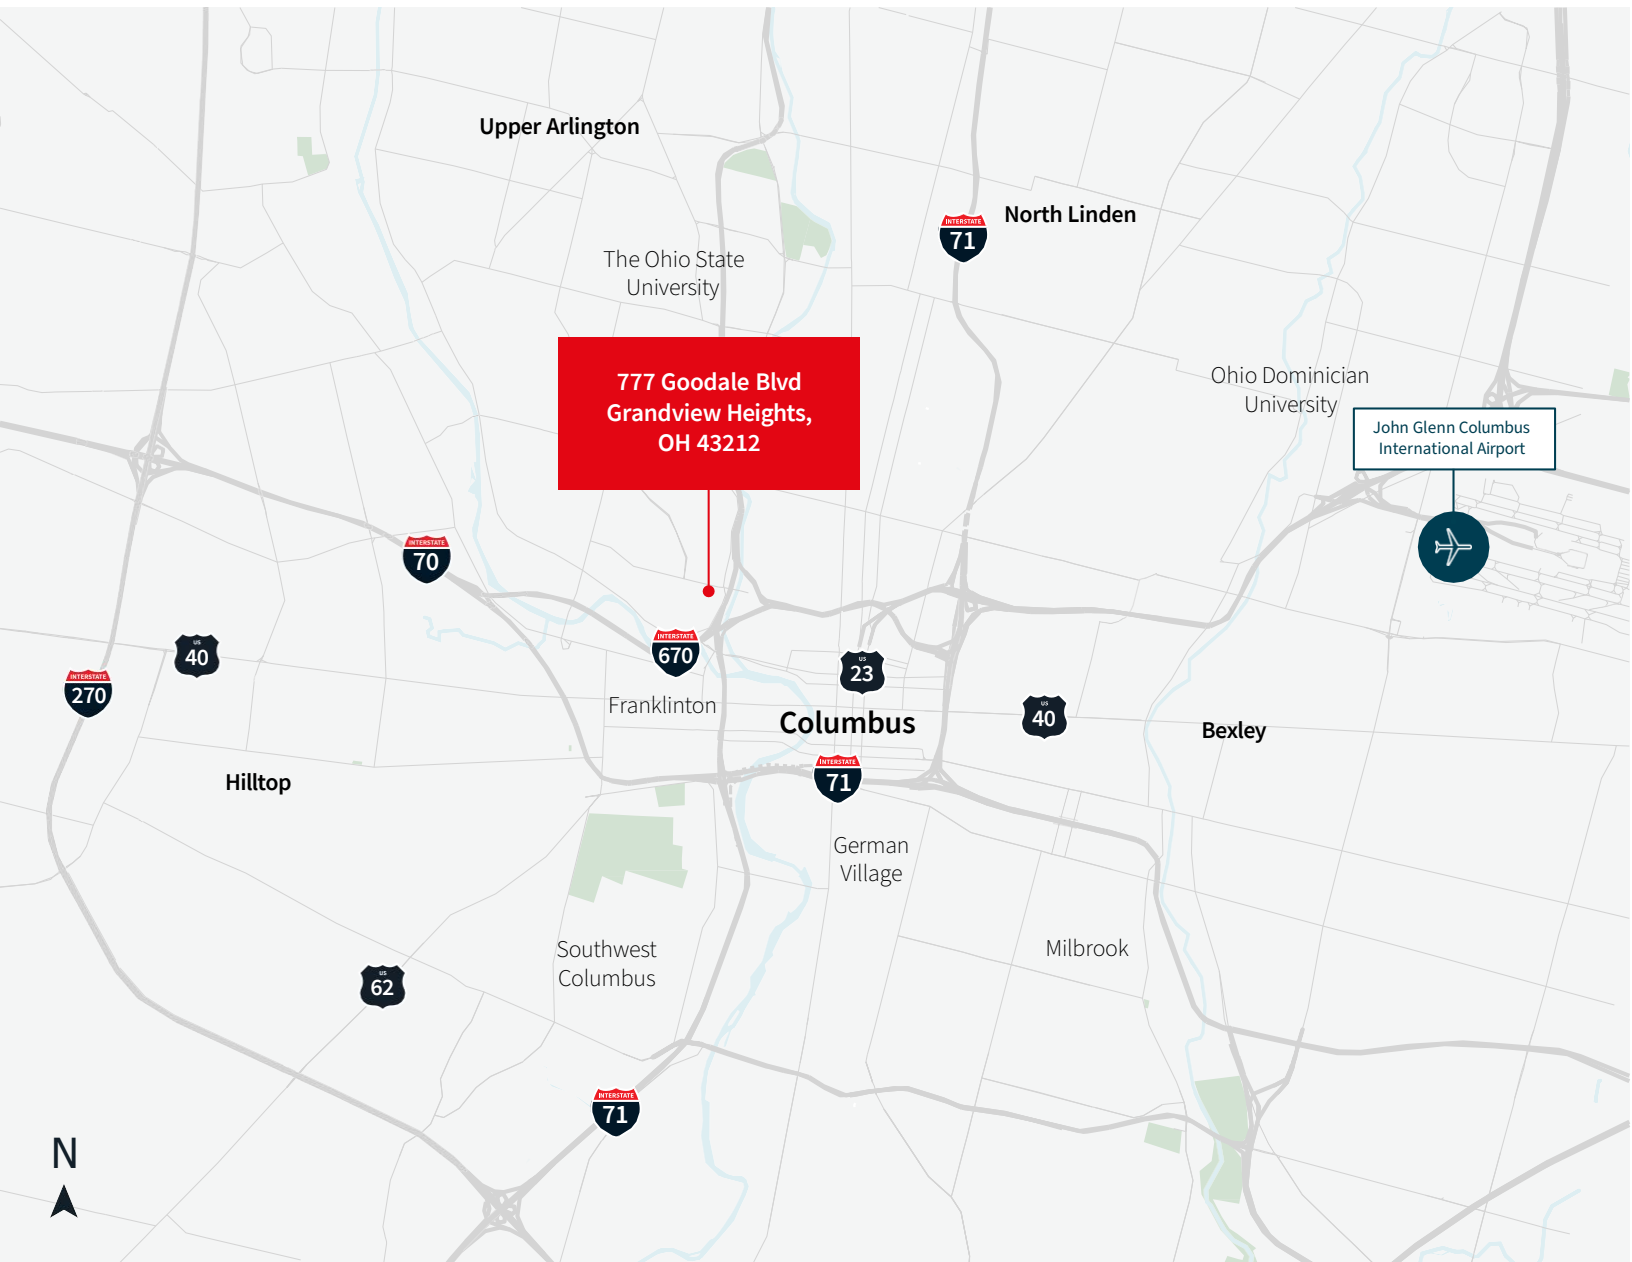 Upper Arlington
INTERSTATE
71
North Linden
The Ohio State
University
777 Goodale Blvd
Grandview Heights,
OH 43212
Ohio Dominician
University
John Glenn Columbus
International Airport
INTERSTATE
70
US
40
INTERSTATE
670
US
23
INTERSTATE
270
Franklinton
Columbus
US
40
Bexley
Hilltop
INTERSTATE
71
German
Village
Southwest
Columbus
Milbrook
US
62
INTERSTATE
71
N